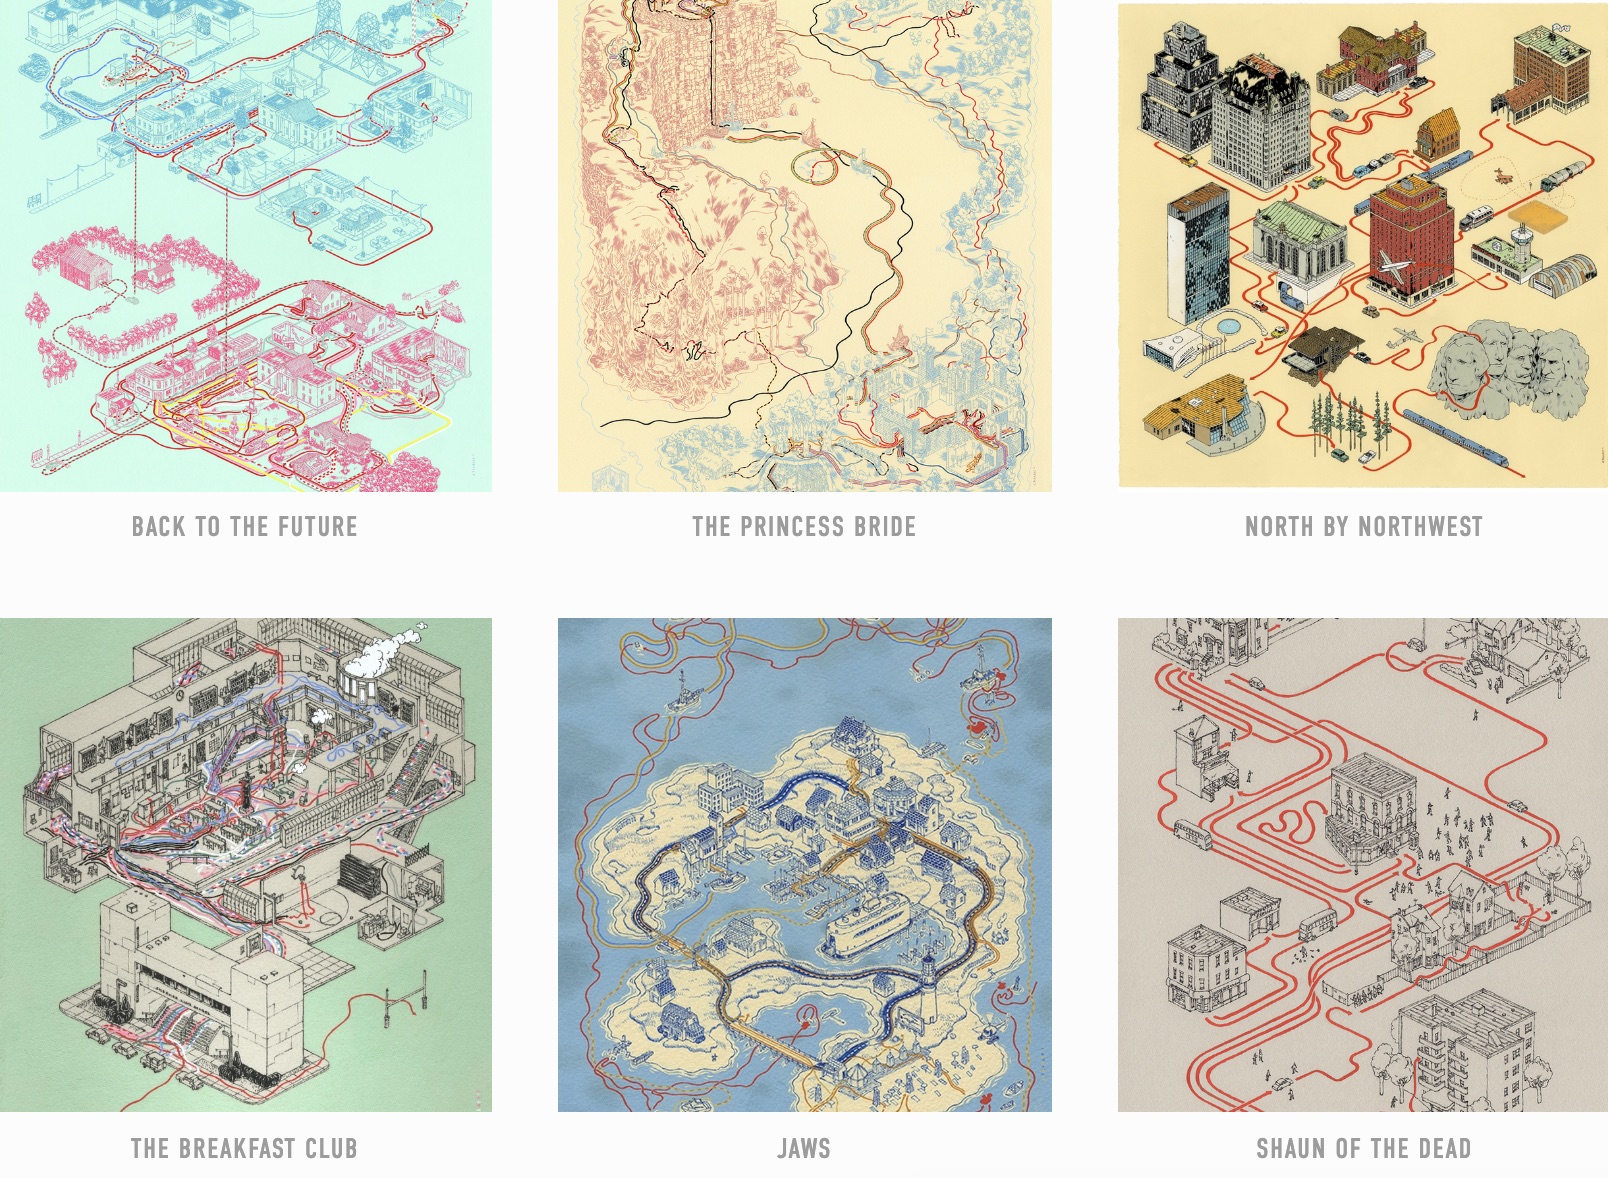 BACK TO THE FUTURE
THE PRINCESS BRIDE
NORTH BY NORTHWEST
THE BREAKFAST CLUB
JAWS
SHAUN OF THE DEAD